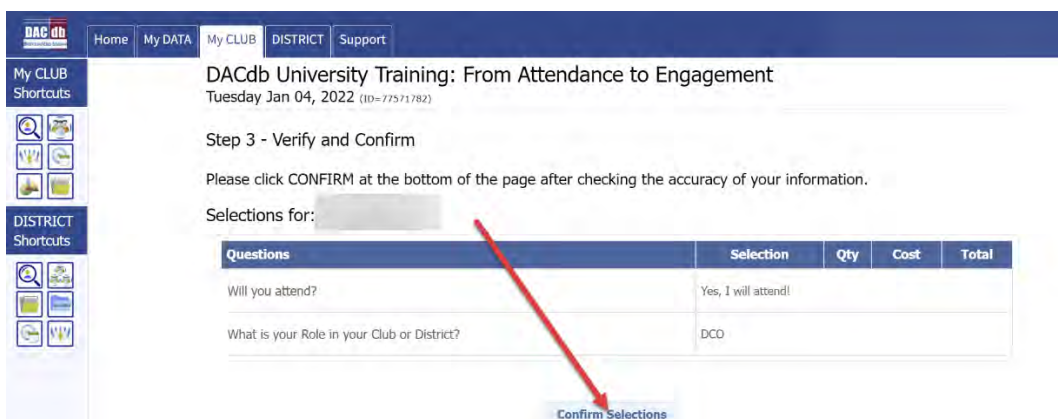 DAC db
Home My DATA My CLUB DISTRICT Support
My CLUB
Shortcuts
DISTRICT
Shortcuts
DACdb University Training: From Attendance to Engagement
Tuesday Jan 04, 2022 (ID=77571782)
Step 3 - Verify and Confirm
Please click CONFIRM at the bottom of the page after checking the accuracy of your information.
Selections for:
Questions Selection Qty Cost Total
Will you attend? Yes, I will attend!
What is your Role in your Club or District? DCO
Confirm Selections